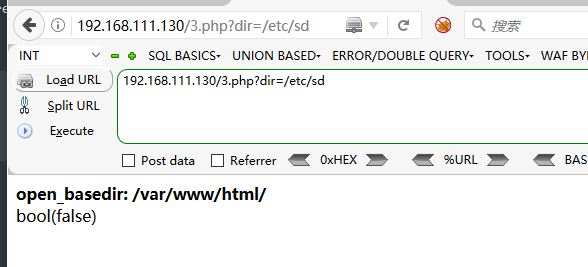 192.168.111.130/3.php?dir=/etc/sd
搜索
INT
SQL BASICS
UNION BASED
ERROR/DOUBLE QUERY
TOOLS
WAF BY
Load URL
192.168.111.130/3.php?dir=/etc/sd
Split URL
Execute
Post data
Referrer
0xHEX
%URL
BAS
open_basedir: /var/www/html/
bool(false)